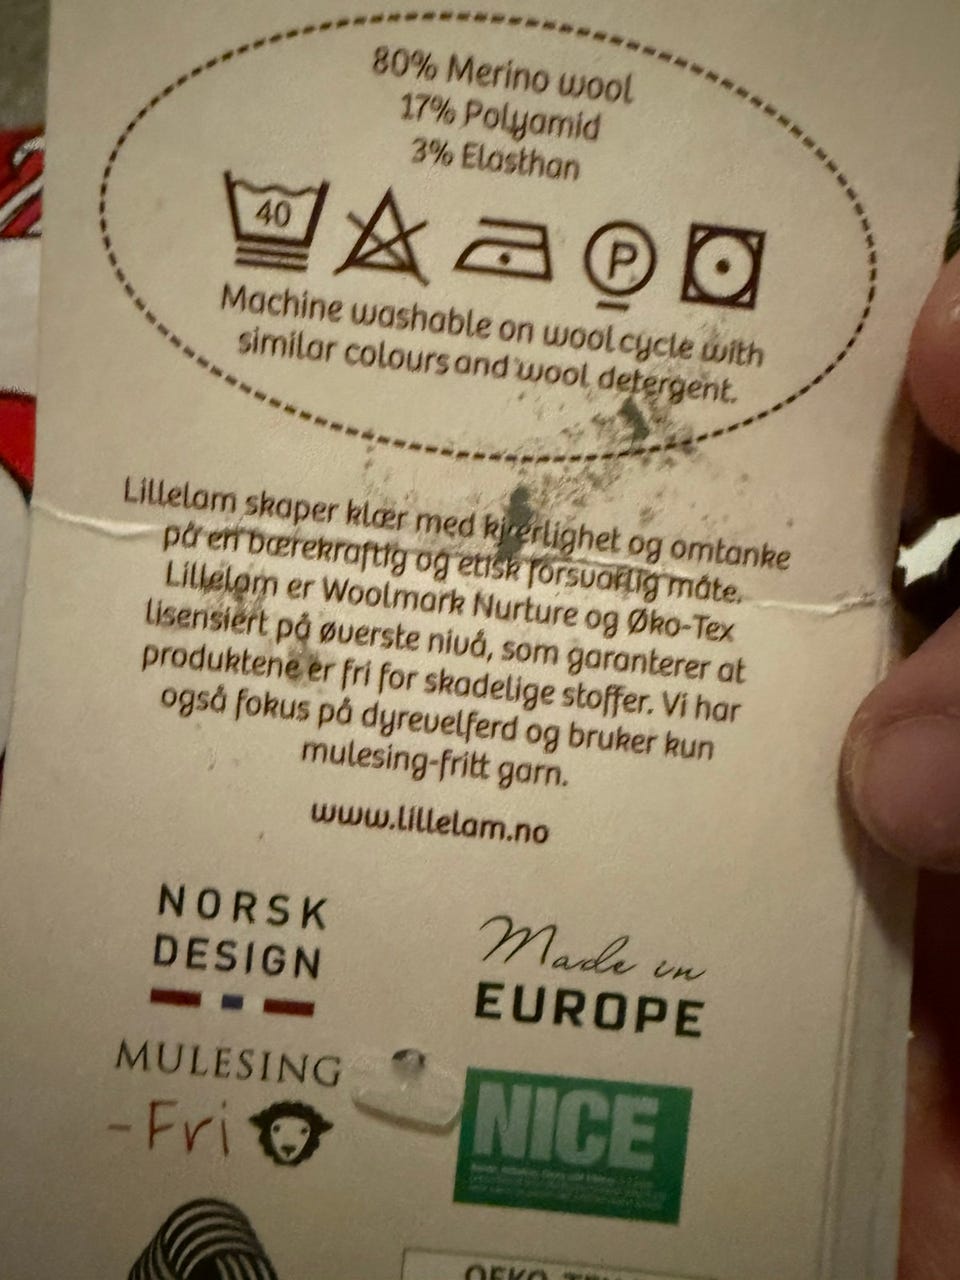 80% Merino wool
17% Polyamid
3% Elasthan
40
P
Machine washable on wool cycle with
similar colours and wool detergent.
Lillelam skaper klær med kjærlighet og omtanke
på en bærekraftig og etisk forsvarlig måte.
Lillelam er Woolmark Nurture og Øko-Tex
lisensiert på øverste nivå, som garanterer at
produktene er fri for skadelige stoffer. Vi har
også fokus på dyrevelferd og bruker kun
mulesing-fritt garn.
www.lillelam.no
NORSK
DESIGN
Made in
EUROPE
MULESING
-Fri
NICE